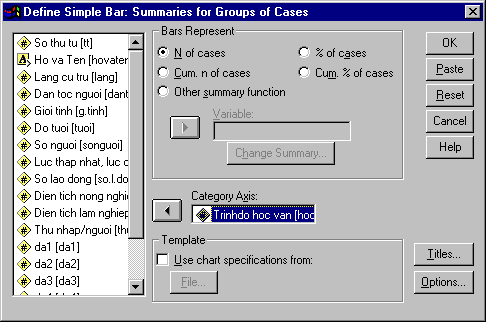 Define Simple Bar: Summaries for Groups of Cases
So thu tu [tt]
Ho va Ten [hovaten
Lang cu tru [lang]
Dan toc nguoi [dant
Gioi tinh [g.tinh]
Do tuoi [tuoi]
So nguoi [songuoi]
Luc thap nhat, luc c
So lao dong [so.l.do
Dien tich nong nghi
Dien tich lam nghiep
Thu nhap/nguoi [thu
da1 [da1]
da2 [da2]
da3 [da3]
Bars Represent
N of cases
% of cases
Cum. n of cases
Cum. % of cases
Other summary function
Variable:
Change Summary...
Category Axis:
Trinhdo hoc van [hoc
Template
Use chart specifications from:
File...
OK
Paste
Reset
Cancel
Help
Titles...
Options...